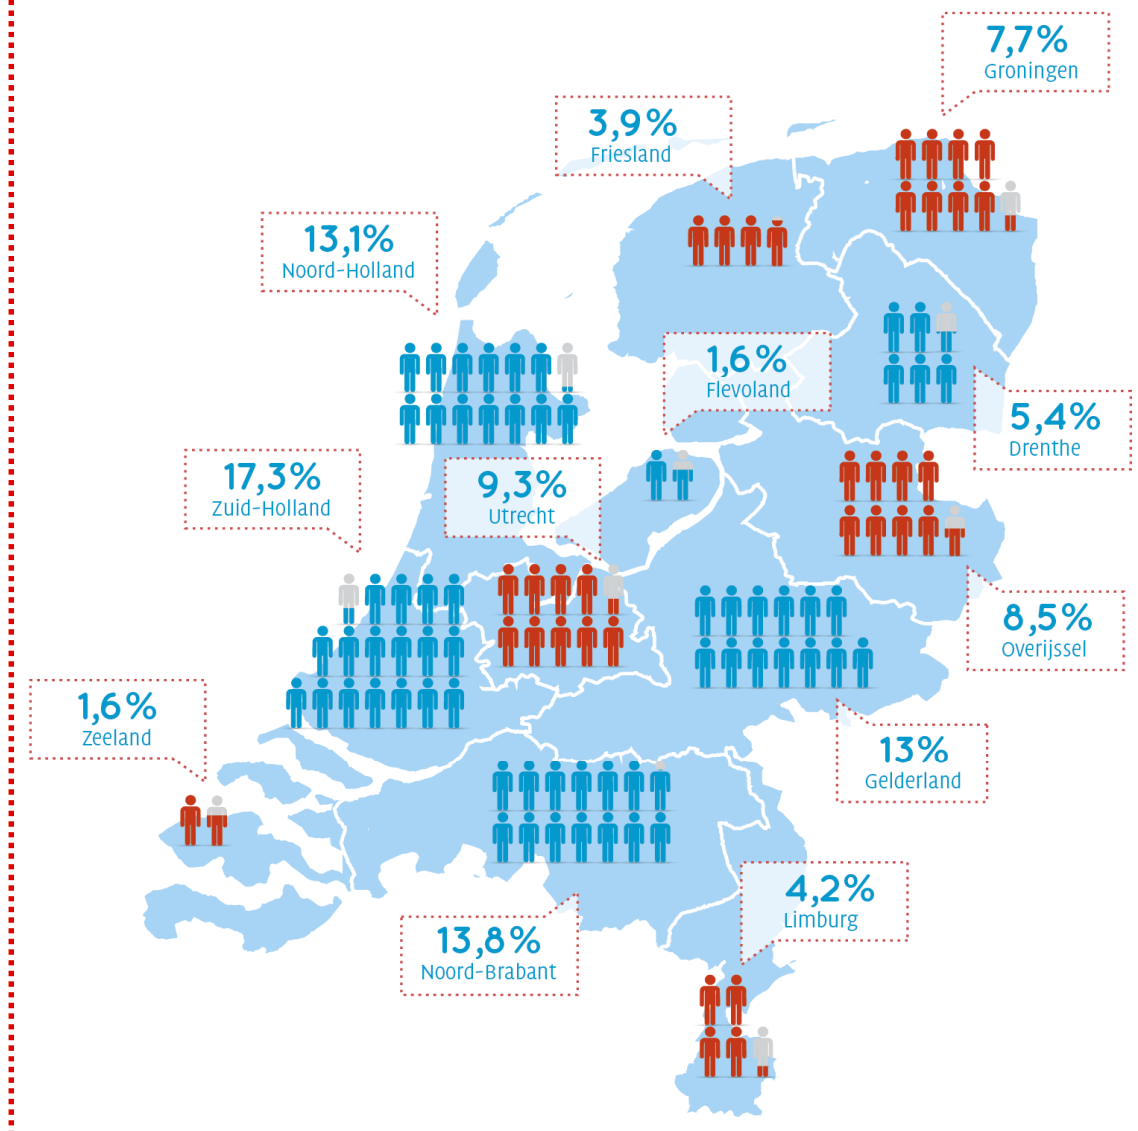 7,7%
Groningen
3,9%
Friesland
13,1%
Noord-Holland
1,6%
Flevoland
5,4%
Drenthe
17,3%
Zuid-Holland
9,3%
Utrecht
8,5%
Overijssel
1,6%
Zeeland
13%
Gelderland
4,2%
Limburg
13,8%
Noord-Brabant